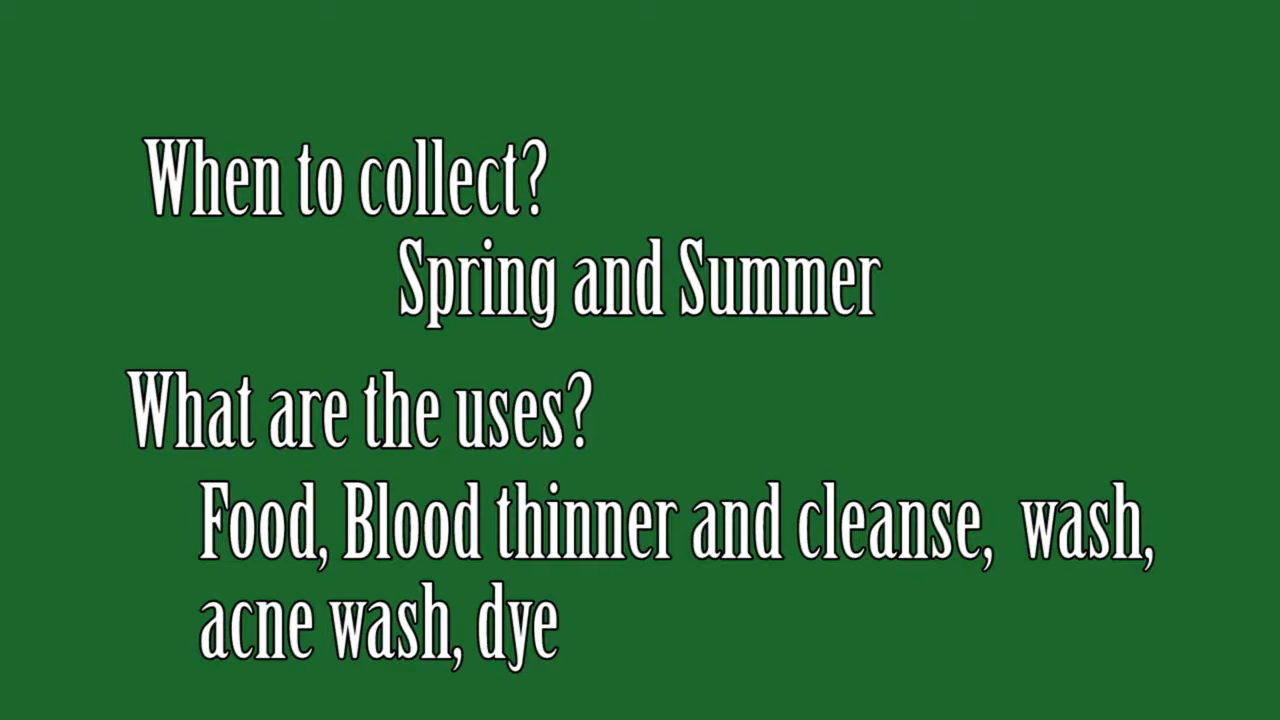 When to collect?
Spring and Summer
What are the uses?
Food, Blood thinner and cleanse, wash,
acne wash, dye